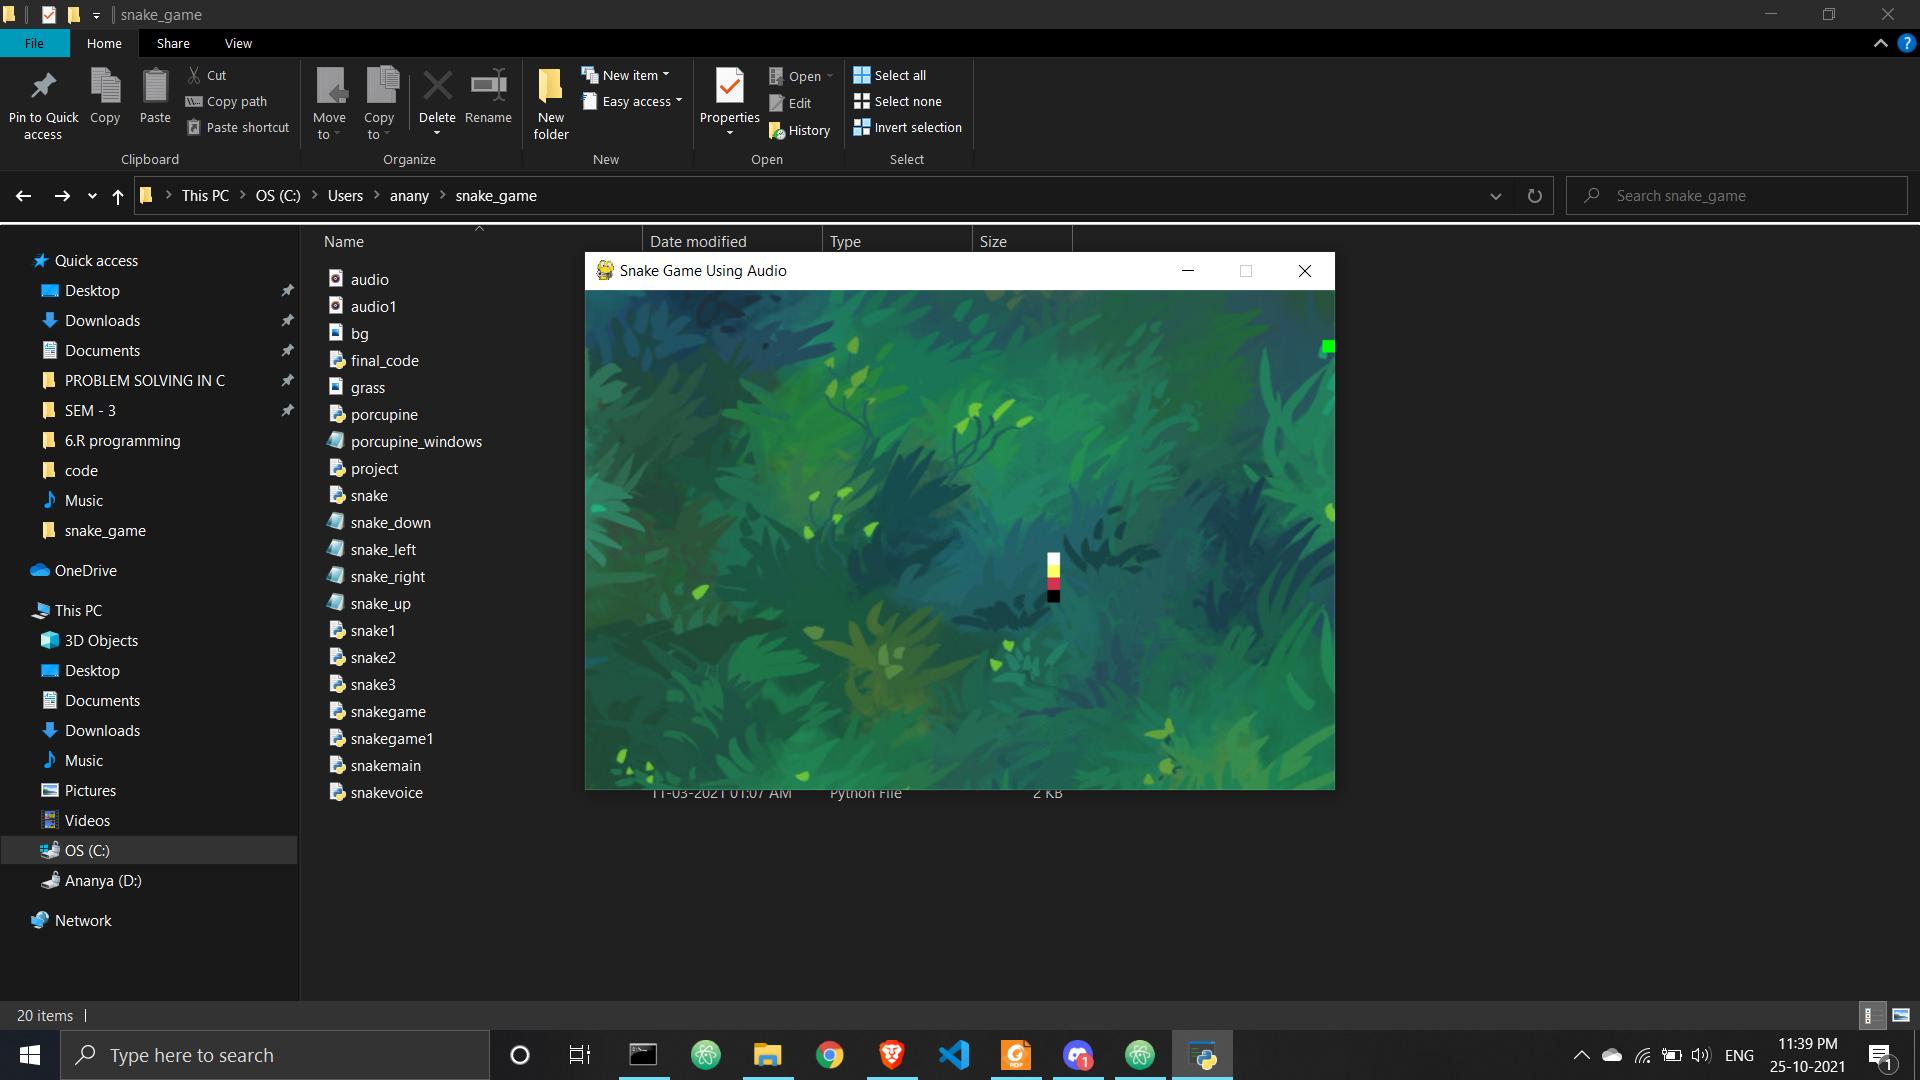 snake_game
File Home Share View
Pin to Quick access
Copy
Paste
Cut
Copy path
Paste shortcut
Clipboard
Move to
Copy to
Delete
Rename
Organize
New folder
New item
Easy access
New
Properties
Open
Edit
History
Open
Select all
Select none
Invert selection
Select
This PC OS (C:) Users anany snake_game
Search snake_game
Name Date modified Type Size
Quick access
Desktop
Downloads
Documents
PROBLEM SOLVING IN C
SEM - 3
6.R programming
code
Music
snake_game
OneDrive
This PC
3D Objects
Desktop
Documents
Downloads
Music
Pictures
Videos
OS (C:)
Ananya (D:)
Network
audio
audio1
bg
final_code
grass
porcupine
porcupine_windows
project
snake
snake_down
snake_left
snake_right
snake_up
snake1
snake2
snake3
snakegame
snakegame1
snakemain
snakevoice 11-03-2021 01:07 AM Python File 2 KB
Snake Game Using Audio
20 items
Type here to search
PDF
1
ENG
11:39 PM
25-10-2021
1